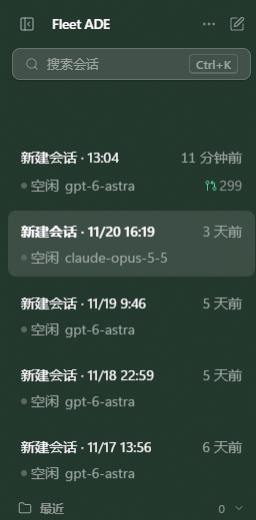 Fleet ADE
搜索会话 Ctrl+K
新建会话 · 13:04 11 分钟前
空闲 gpt-6-astra 299
新建会话 · 11/20 16:19 3 天前
空闲 claude-opus-5-5
新建会话 · 11/19 9:46 5 天前
空闲 gpt-6-astra
新建会话 · 11/18 22:59 5 天前
空闲 gpt-6-astra
新建会话 · 11/17 13:56 6 天前
空闲 gpt-6-astra
最近 0